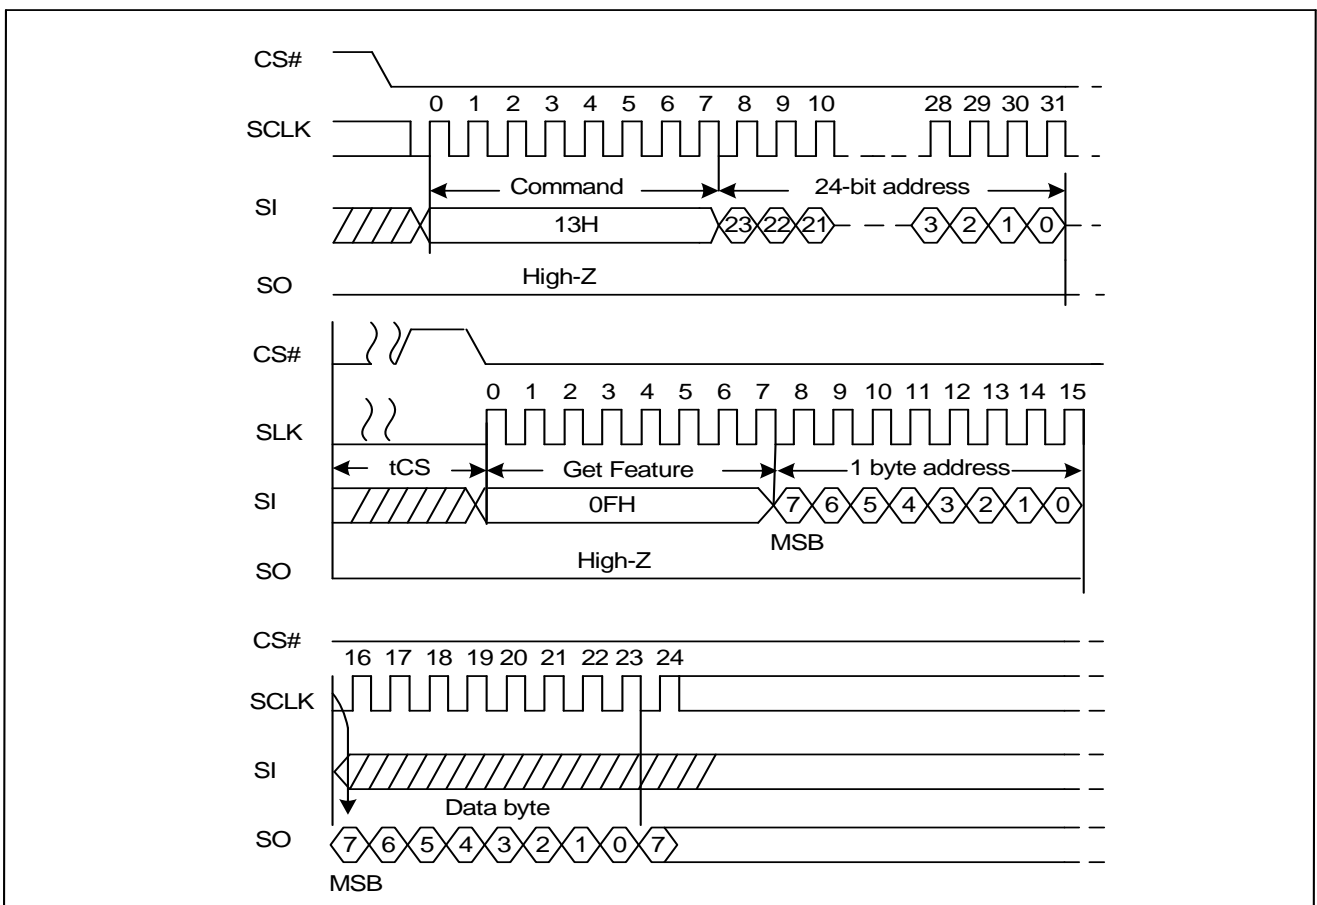 CS#
0 1 2 3 4 5 6 7 8 9 10 28 29 30 31
SCLK
Command 24-bit address
SI 13H 23 22 21 3 2 1 0
SO High-Z
CS#
0 1 2 3 4 5 6 7 8 9 10 11 12 13 14 15
SLK
tCS Get Feature 1 byte address
SI 0FH 7 6 5 4 3 2 1 0
MSB
SO High-Z
CS#
16 17 18 19 20 21 22 23 24
SCLK
SI
Data byte
SO 7 6 5 4 3 2 1 0 7
MSB